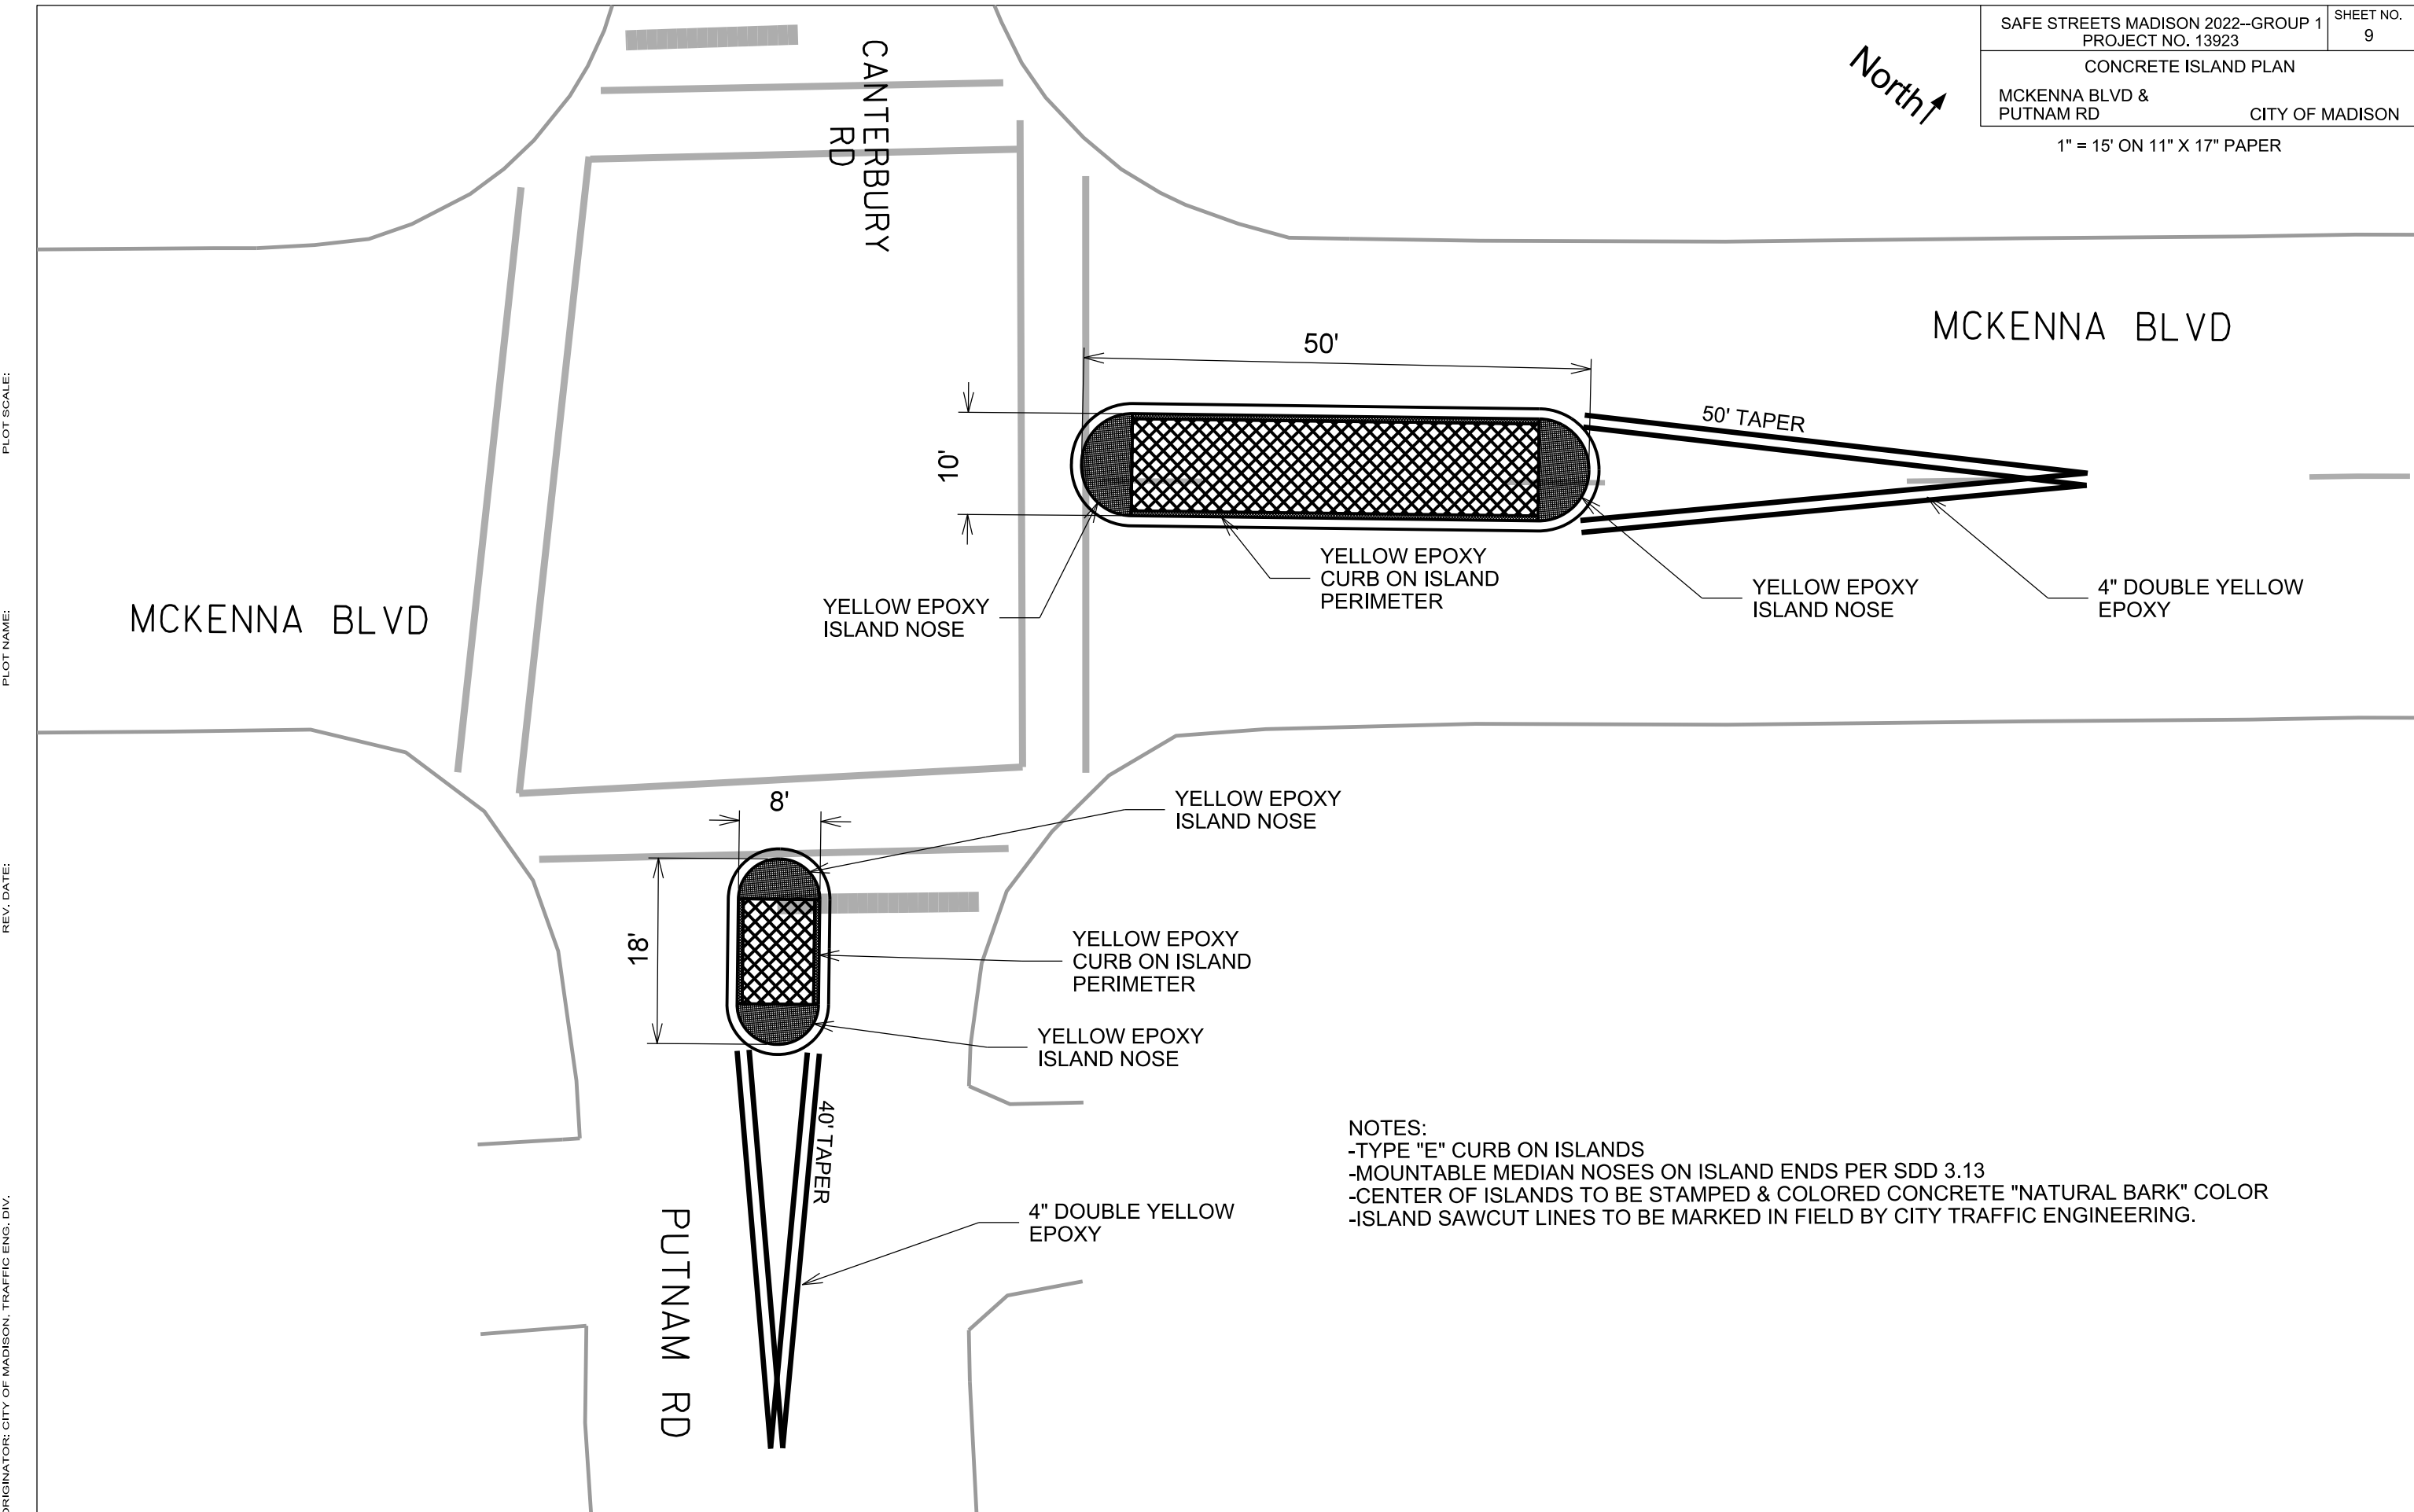 SAFE STREETS MADISON 2022--GROUP 1
PROJECT NO. 13923
SHEET NO.
9
CONCRETE ISLAND PLAN
MCKENNA BLVD &
PUTNAM RD
CITY OF MADISON
1" = 15' ON 11" X 17" PAPER
North
CANTERBURY
RD
MCKENNA BLVD
50'
10'
50' TAPER
YELLOW EPOXY
ISLAND NOSE
YELLOW EPOXY
CURB ON ISLAND
PERIMETER
YELLOW EPOXY
ISLAND NOSE
4" DOUBLE YELLOW
EPOXY
MCKENNA BLVD
8'
18'
YELLOW EPOXY
ISLAND NOSE
YELLOW EPOXY
CURB ON ISLAND
PERIMETER
YELLOW EPOXY
ISLAND NOSE
40' TAPER
4" DOUBLE YELLOW
EPOXY
PUTNAM RD
NOTES:
-TYPE "E" CURB ON ISLANDS
-MOUNTABLE MEDIAN NOSES ON ISLAND ENDS PER SDD 3.13
-CENTER OF ISLANDS TO BE STAMPED & COLORED CONCRETE "NATURAL BARK" COLOR
-ISLAND SAWCUT LINES TO BE MARKED IN FIELD BY CITY TRAFFIC ENGINEERING.
PLOT SCALE:
PLOT NAME:
REV. DATE:
ORIGINATOR: CITY OF MADISON, TRAFFIC ENG. DIV.